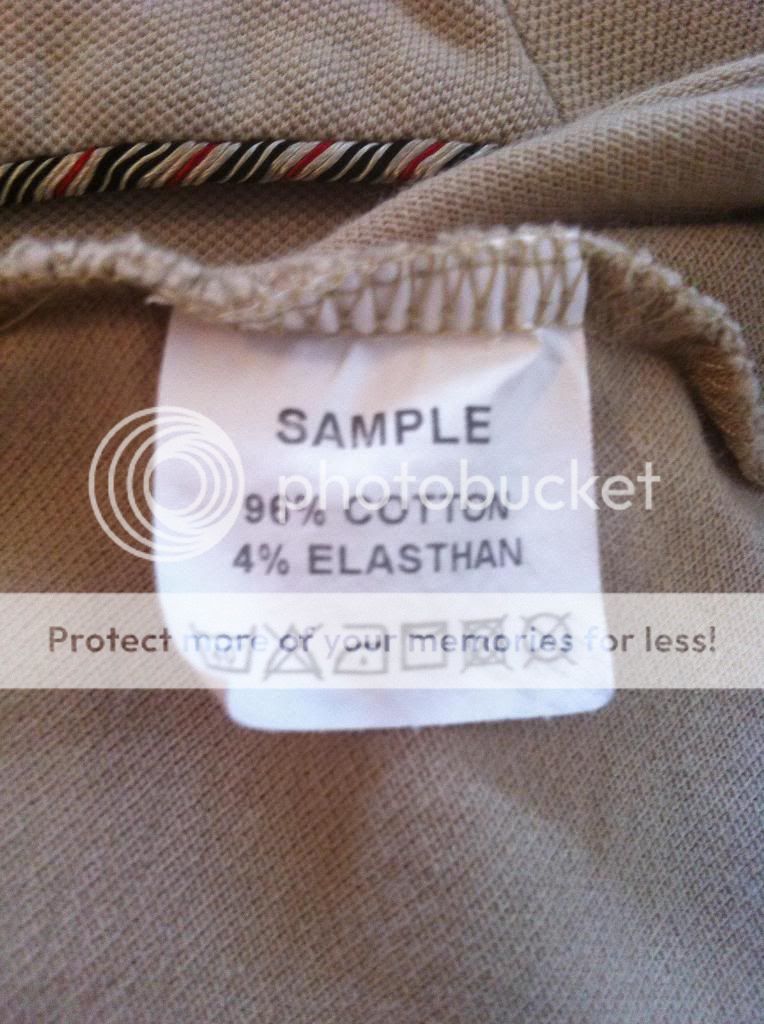 SAMPLE
photobucket
96% COTTON
4% ELASTHAN
Protect more of your memories for less!